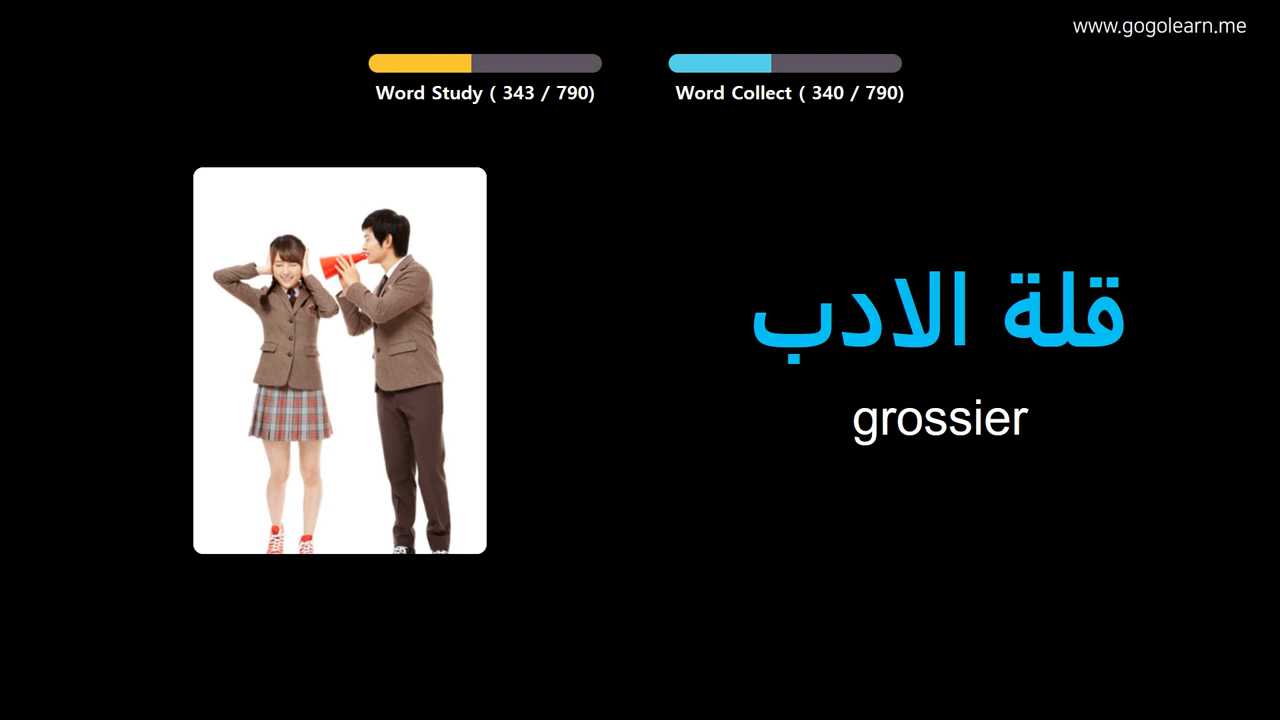 www.gogolearn.me
Word Study ( 343 / 790)
Word Collect ( 340 / 790)
قلة الادب
grossier